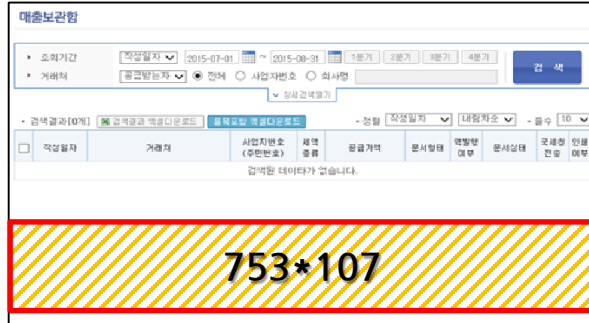 매출보관함
조회기간 작성일자 2015-07-01 ~ 2015-08-31 1분기 2분기 3분기 4분기
거래처 공급받는자 전체 사업자번호 회사명
검 색
상세검색열기
검색결과[0개] 검색결과 엑셀다운로드 품목포함 엑셀다운로드 - 정렬 작성일자 내림차순 - 줄수 10
작성일자 거래처 사업자번호 (주민번호) 세액 종류 공급가액 문서형태 역발행 여부 문서상태 국세청 전송 인쇄 여부
검색된 데이타가 없습니다.
753*107